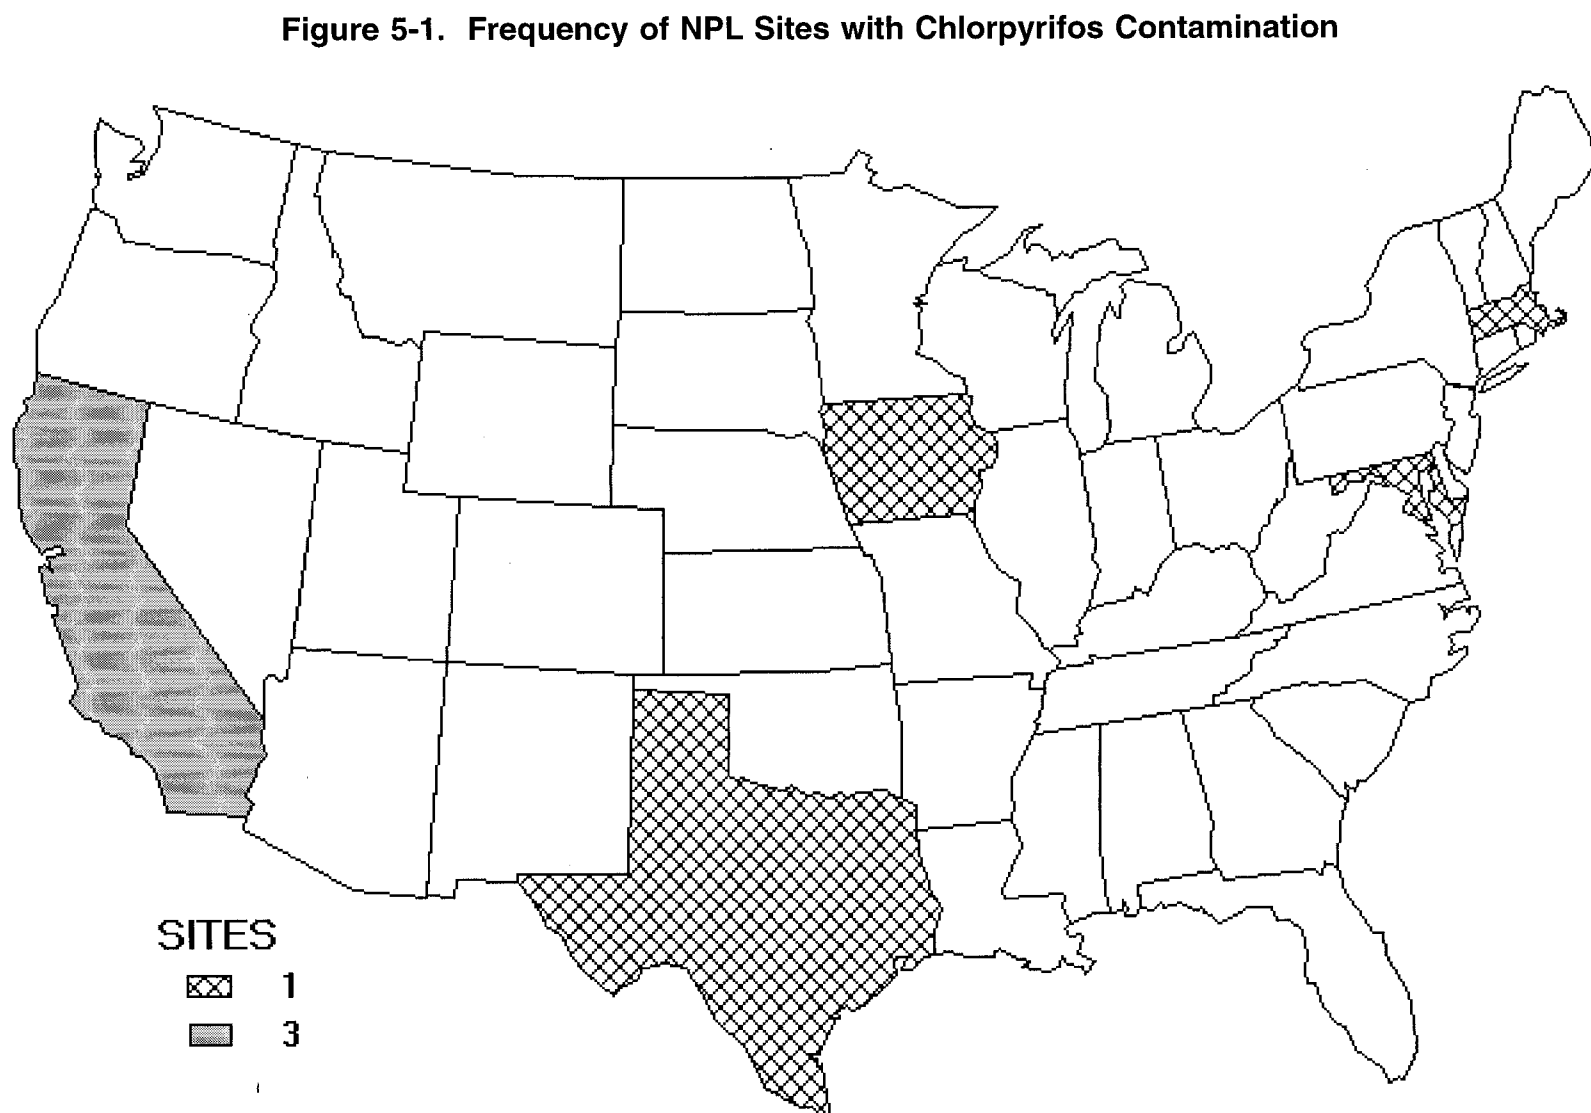 Figure 5-1. Frequency of NPL Sites with Chlorpyrifos Contamination
SITES
1
3